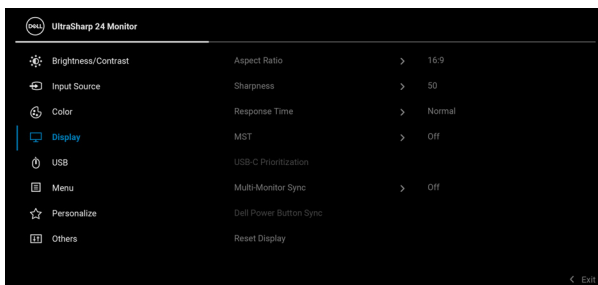 DELL UltraSharp 24 Monitor
Brightness/Contrast Aspect Ratio > 16:9
Input Source Sharpness > 50
Color Response Time > Normal
Display MST > Off
USB USB-C Prioritization
Menu Multi-Monitor Sync > Off
Personalize Dell Power Button Sync
Others Reset Display
< Exit